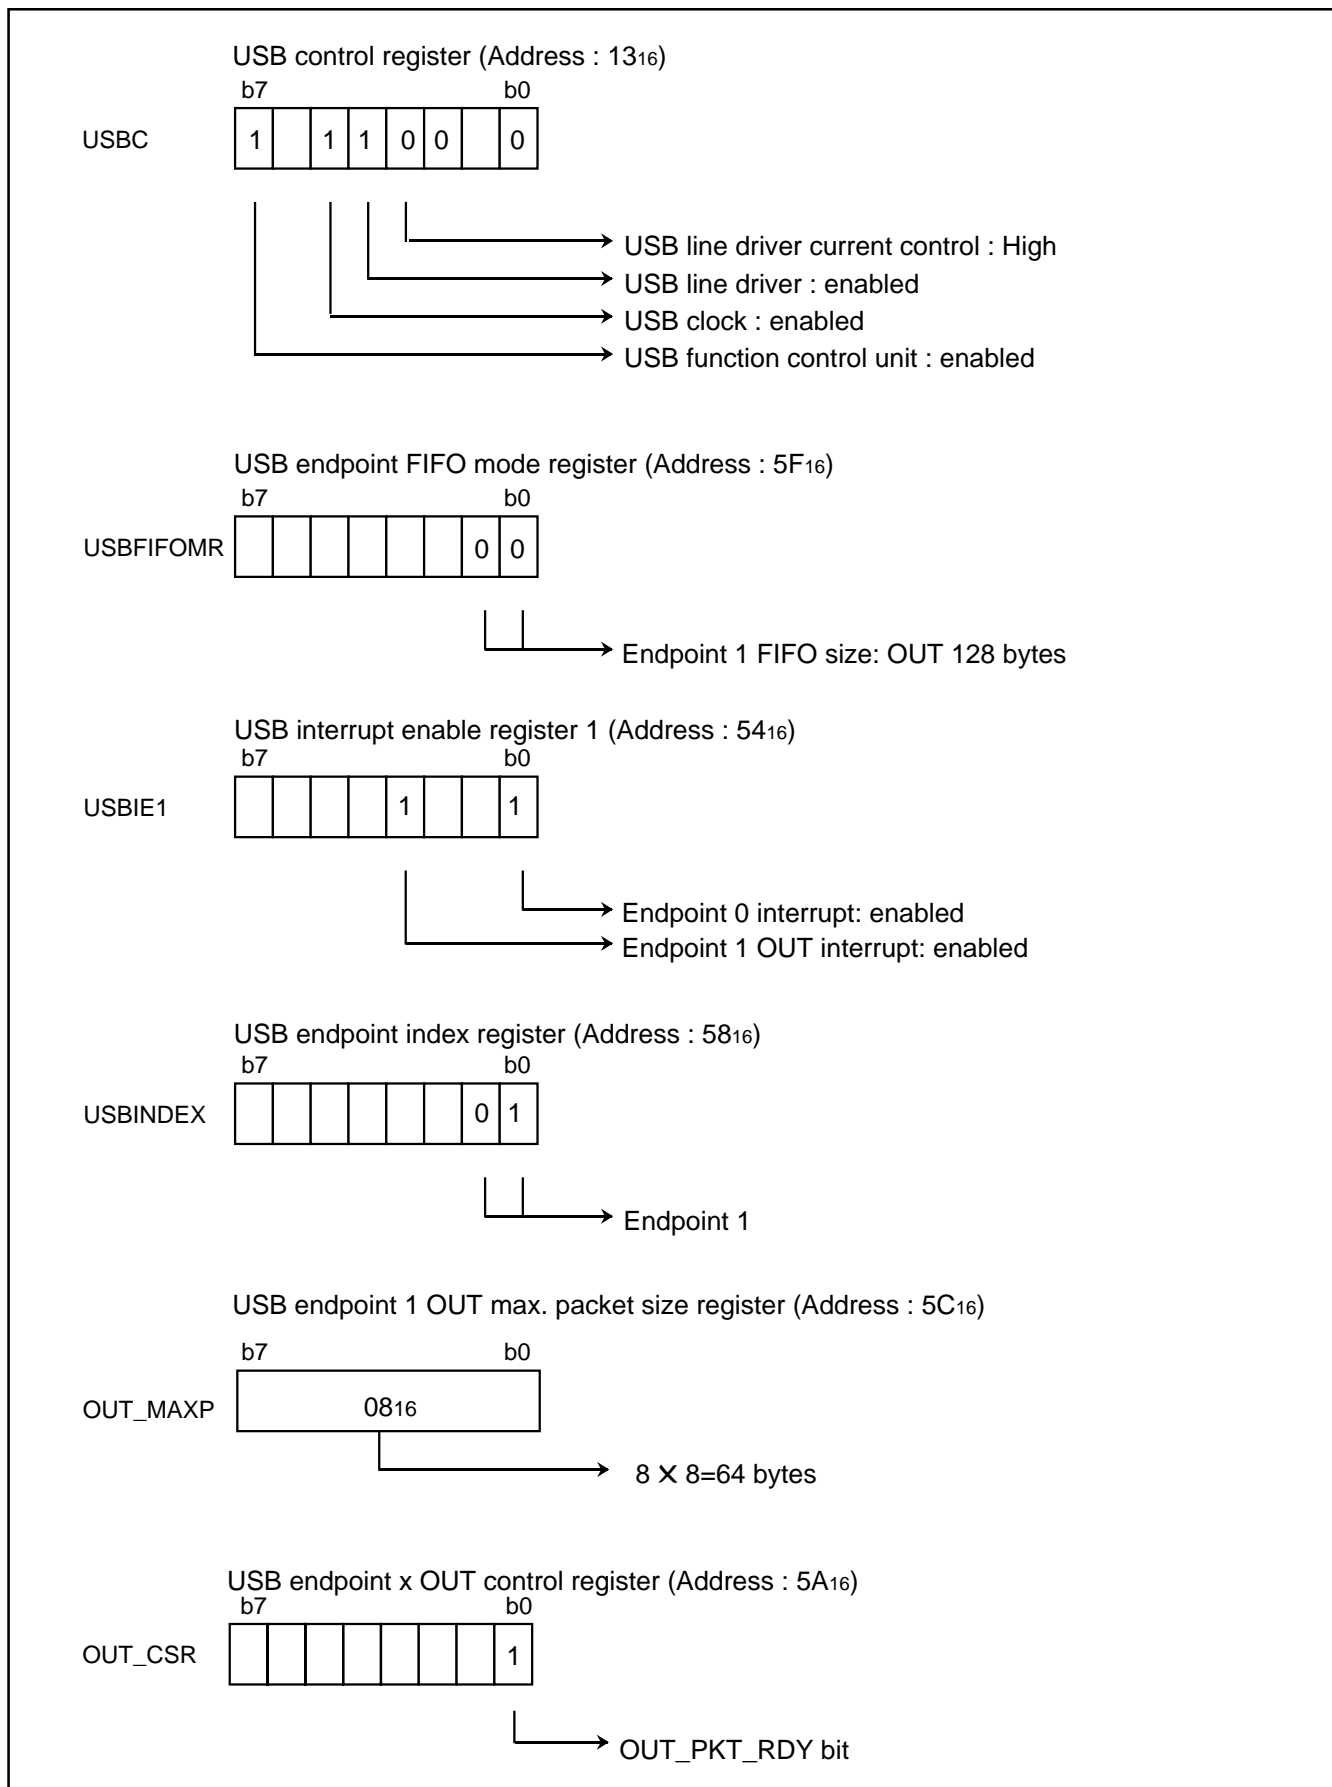 USB control register (Address : 1316)
b7 b0
USBC 1 1 1 0 0 0
USB line driver current control : High
USB line driver : enabled
USB clock : enabled
USB function control unit : enabled
USB endpoint FIFO mode register (Address : 5F16)
b7 b0
USBFIFOMR 0 0
Endpoint 1 FIFO size: OUT 128 bytes
USB interrupt enable register 1 (Address : 5416)
b7 b0
USBIE1 1 1
Endpoint 0 interrupt: enabled
Endpoint 1 OUT interrupt: enabled
USB endpoint index register (Address : 5816)
b7 b0
USBINDEX 0 1
Endpoint 1
USB endpoint 1 OUT max. packet size register (Address : 5C16)
b7 b0
OUT_MAXP 0816
8 ✕ 8=64 bytes
USB endpoint x OUT control register (Address : 5A16)
b7 b0
OUT_CSR 1
OUT_PKT_RDY bit